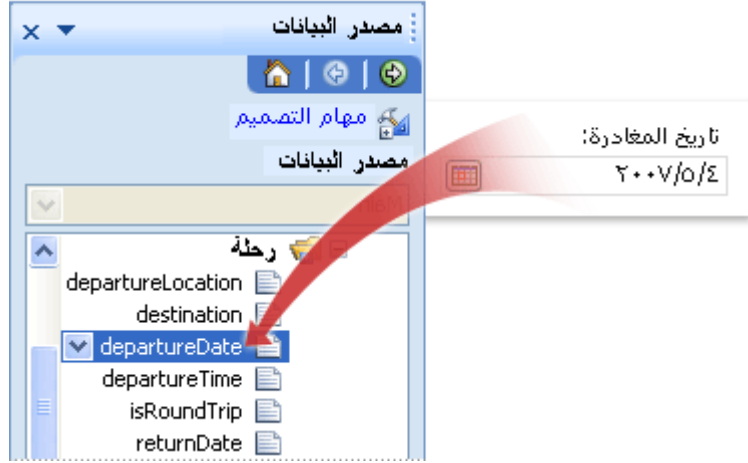 مصدر البيانات
مهام التصميم
مصدر البيانات
رحلة
departureLocation
destination
departureDate
departureTime
isRoundTrip
returnDate
تاريخ المغادرة:
٢٠٠٧/٥/٤